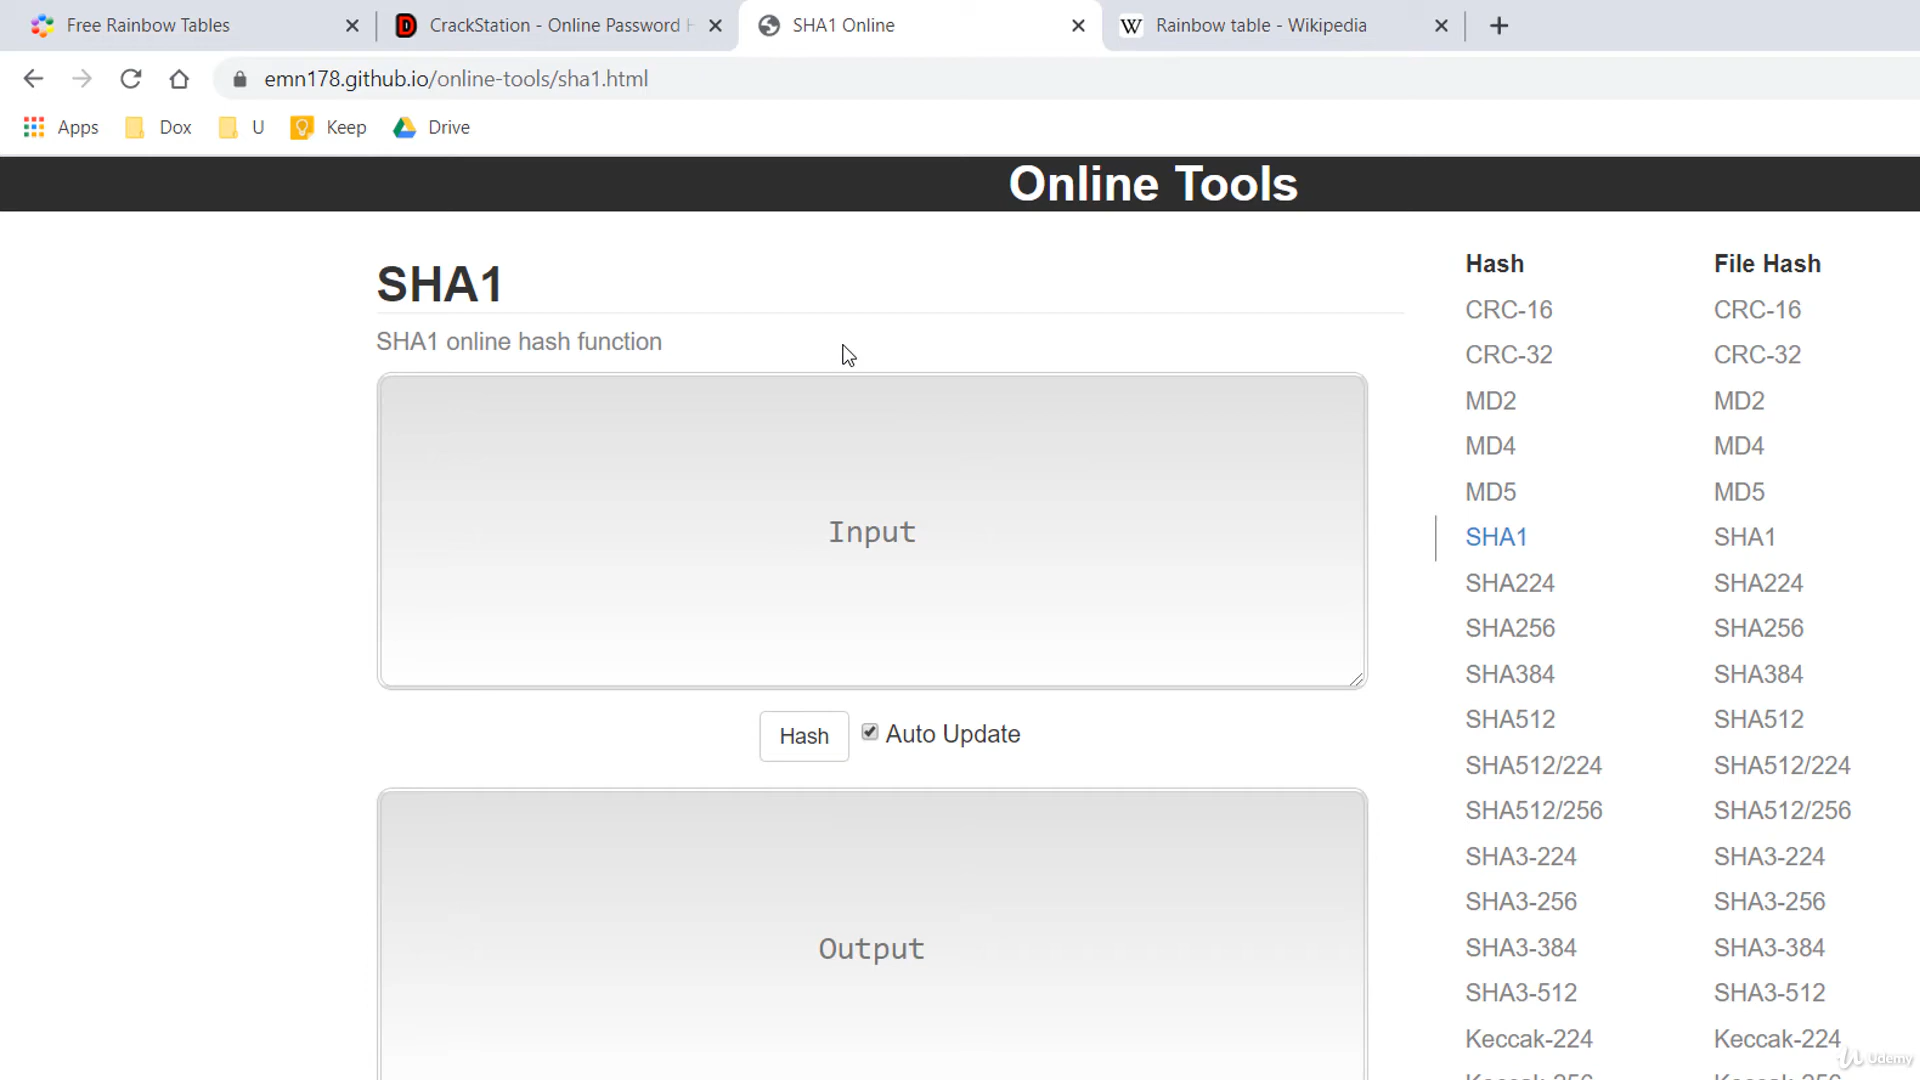 Free Rainbow Tables
CrackStation - Online Password H
SHA1 Online
W Rainbow table - Wikipedia
emn178.github.io/online-tools/sha1.html
Apps Dox U Keep Drive
Online Tools
SHA1
SHA1 online hash function
Input
Hash Auto Update
Output
Hash
CRC-16
CRC-32
MD2
MD4
MD5
SHA1
SHA224
SHA256
SHA384
SHA512
SHA512/224
SHA512/256
SHA3-224
SHA3-256
SHA3-384
SHA3-512
Keccak-224
File Hash
CRC-16
CRC-32
MD2
MD4
MD5
SHA1
SHA224
SHA256
SHA384
SHA512
SHA512/224
SHA512/256
SHA3-224
SHA3-256
SHA3-384
SHA3-512
Keccak-224
Udemy